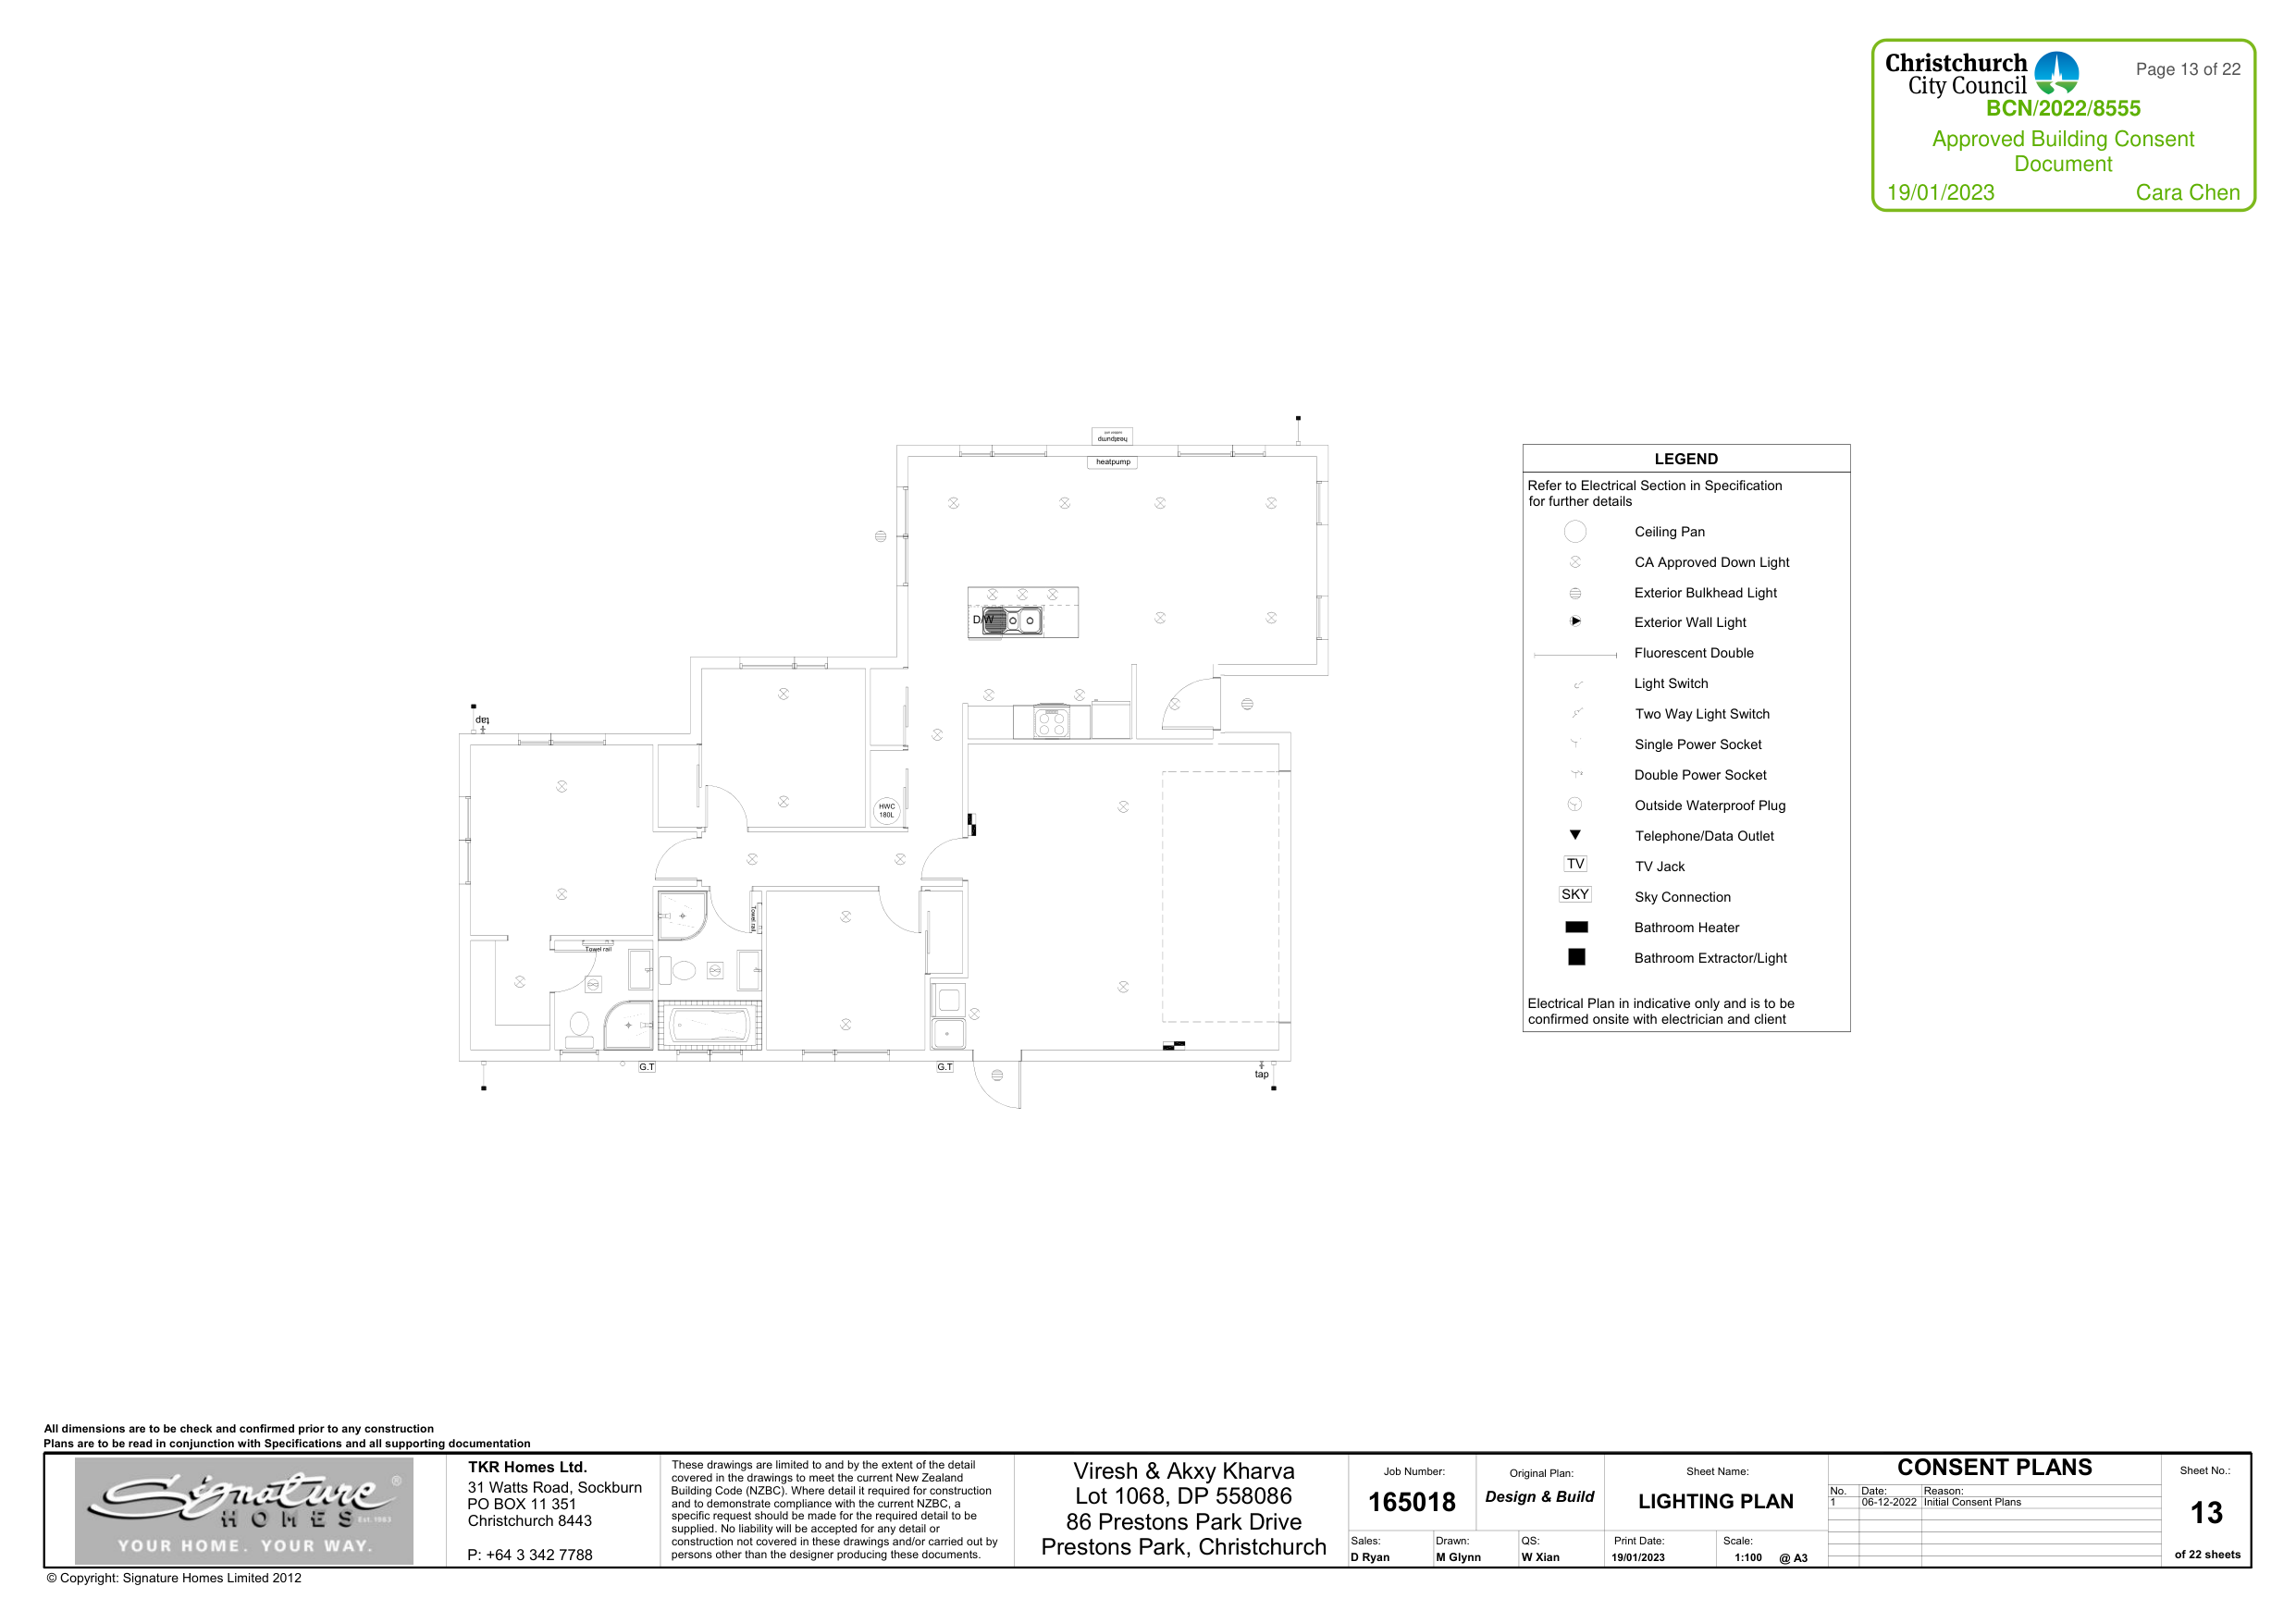 Christchurch
City Council
Page 13 of 22
BCN/2022/8555
Approved Building Consent
Document
19/01/2023 Cara Chen
heatpump
heatpump
D/W
tap
HWC
180L
Towel rail
Towel rail
G.T
G.T
tap
LEGEND
Refer to Electrical Section in Specification
for further details
Ceiling Pan
CA Approved Down Light
Exterior Bulkhead Light
Exterior Wall Light
Fluorescent Double
Light Switch
Two Way Light Switch
Single Power Socket
Double Power Socket
Outside Waterproof Plug
Telephone/Data Outlet
TV TV Jack
SKY Sky Connection
Bathroom Heater
Bathroom Extractor/Light
Electrical Plan in indicative only and is to be
confirmed onsite with electrician and client
All dimensions are to be check and confirmed prior to any construction
Plans are to be read in conjunction with Specifications and all supporting documentation
Signature ®
HOMES Est. 1983
YOUR HOME. YOUR WAY.
TKR Homes Ltd.
31 Watts Road, Sockburn
PO BOX 11 351
Christchurch 8443
P: +64 3 342 7788
These drawings are limited to and by the extent of the detail
covered in the drawings to meet the current New Zealand
Building Code (NZBC). Where detail it required for construction
and to demonstrate compliance with the current NZBC, a
specific request should be made for the required detail to be
supplied. No liability will be accepted for any detail or
construction not covered in these drawings and/or carried out by
persons other than the designer producing these documents.
Viresh & Akxy Kharva
Lot 1068, DP 558086
86 Prestons Park Drive
Prestons Park, Christchurch
Job Number:
165018
Original Plan:
Design & Build
Sheet Name:
LIGHTING PLAN
Sales:
D Ryan
Drawn:
M Glynn
QS:
W Xian
Print Date:
19/01/2023
Scale:
1:100 @ A3
CONSENT PLANS
No. Date: Reason:
1 06-12-2022 Initial Consent Plans
Sheet No.:
13
of 22 sheets
© Copyright: Signature Homes Limited 2012